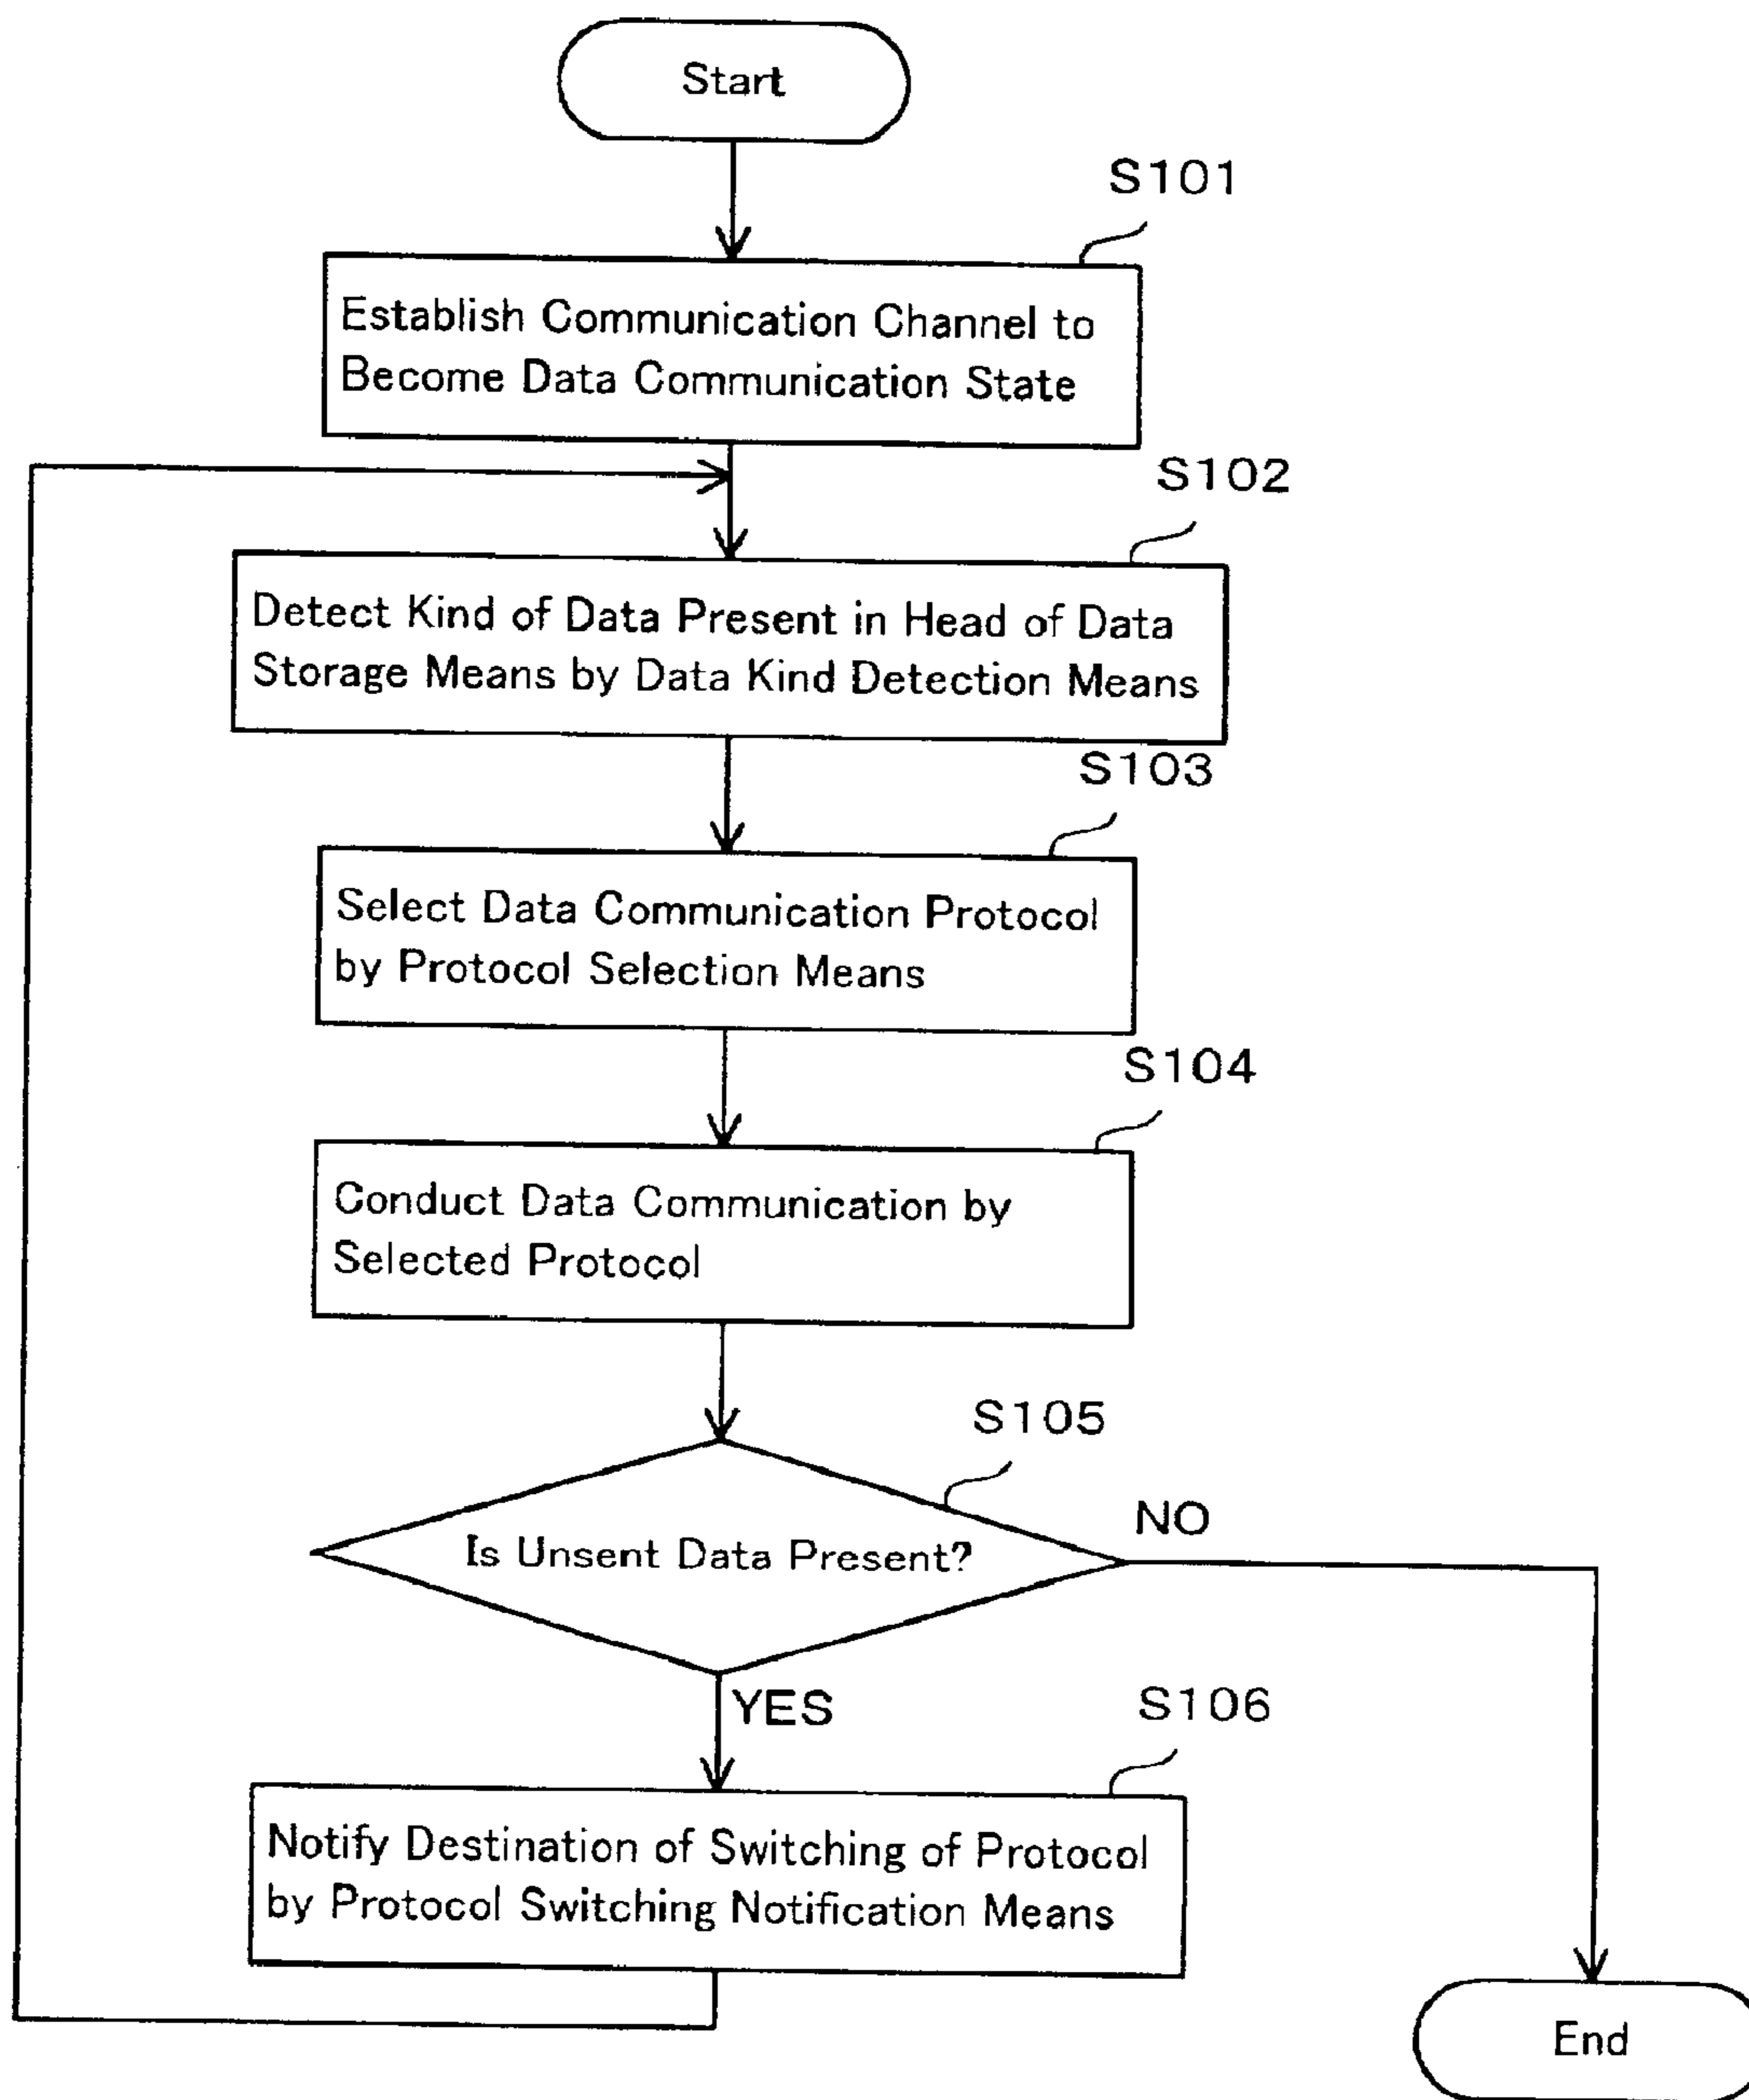 Start
S101
Establish Communication Channel to
Become Data Communication State
S102
Detect Kind of Data Present in Head of Data
Storage Means by Data Kind Detection Means
S103
Select Data Communication Protocol
by Protocol Selection Means
S104
Conduct Data Communication by
Selected Protocol
S105
Is Unsent Data Present?
NO
YES
S106
Notify Destination of Switching of Protocol
by Protocol Switching Notification Means
End